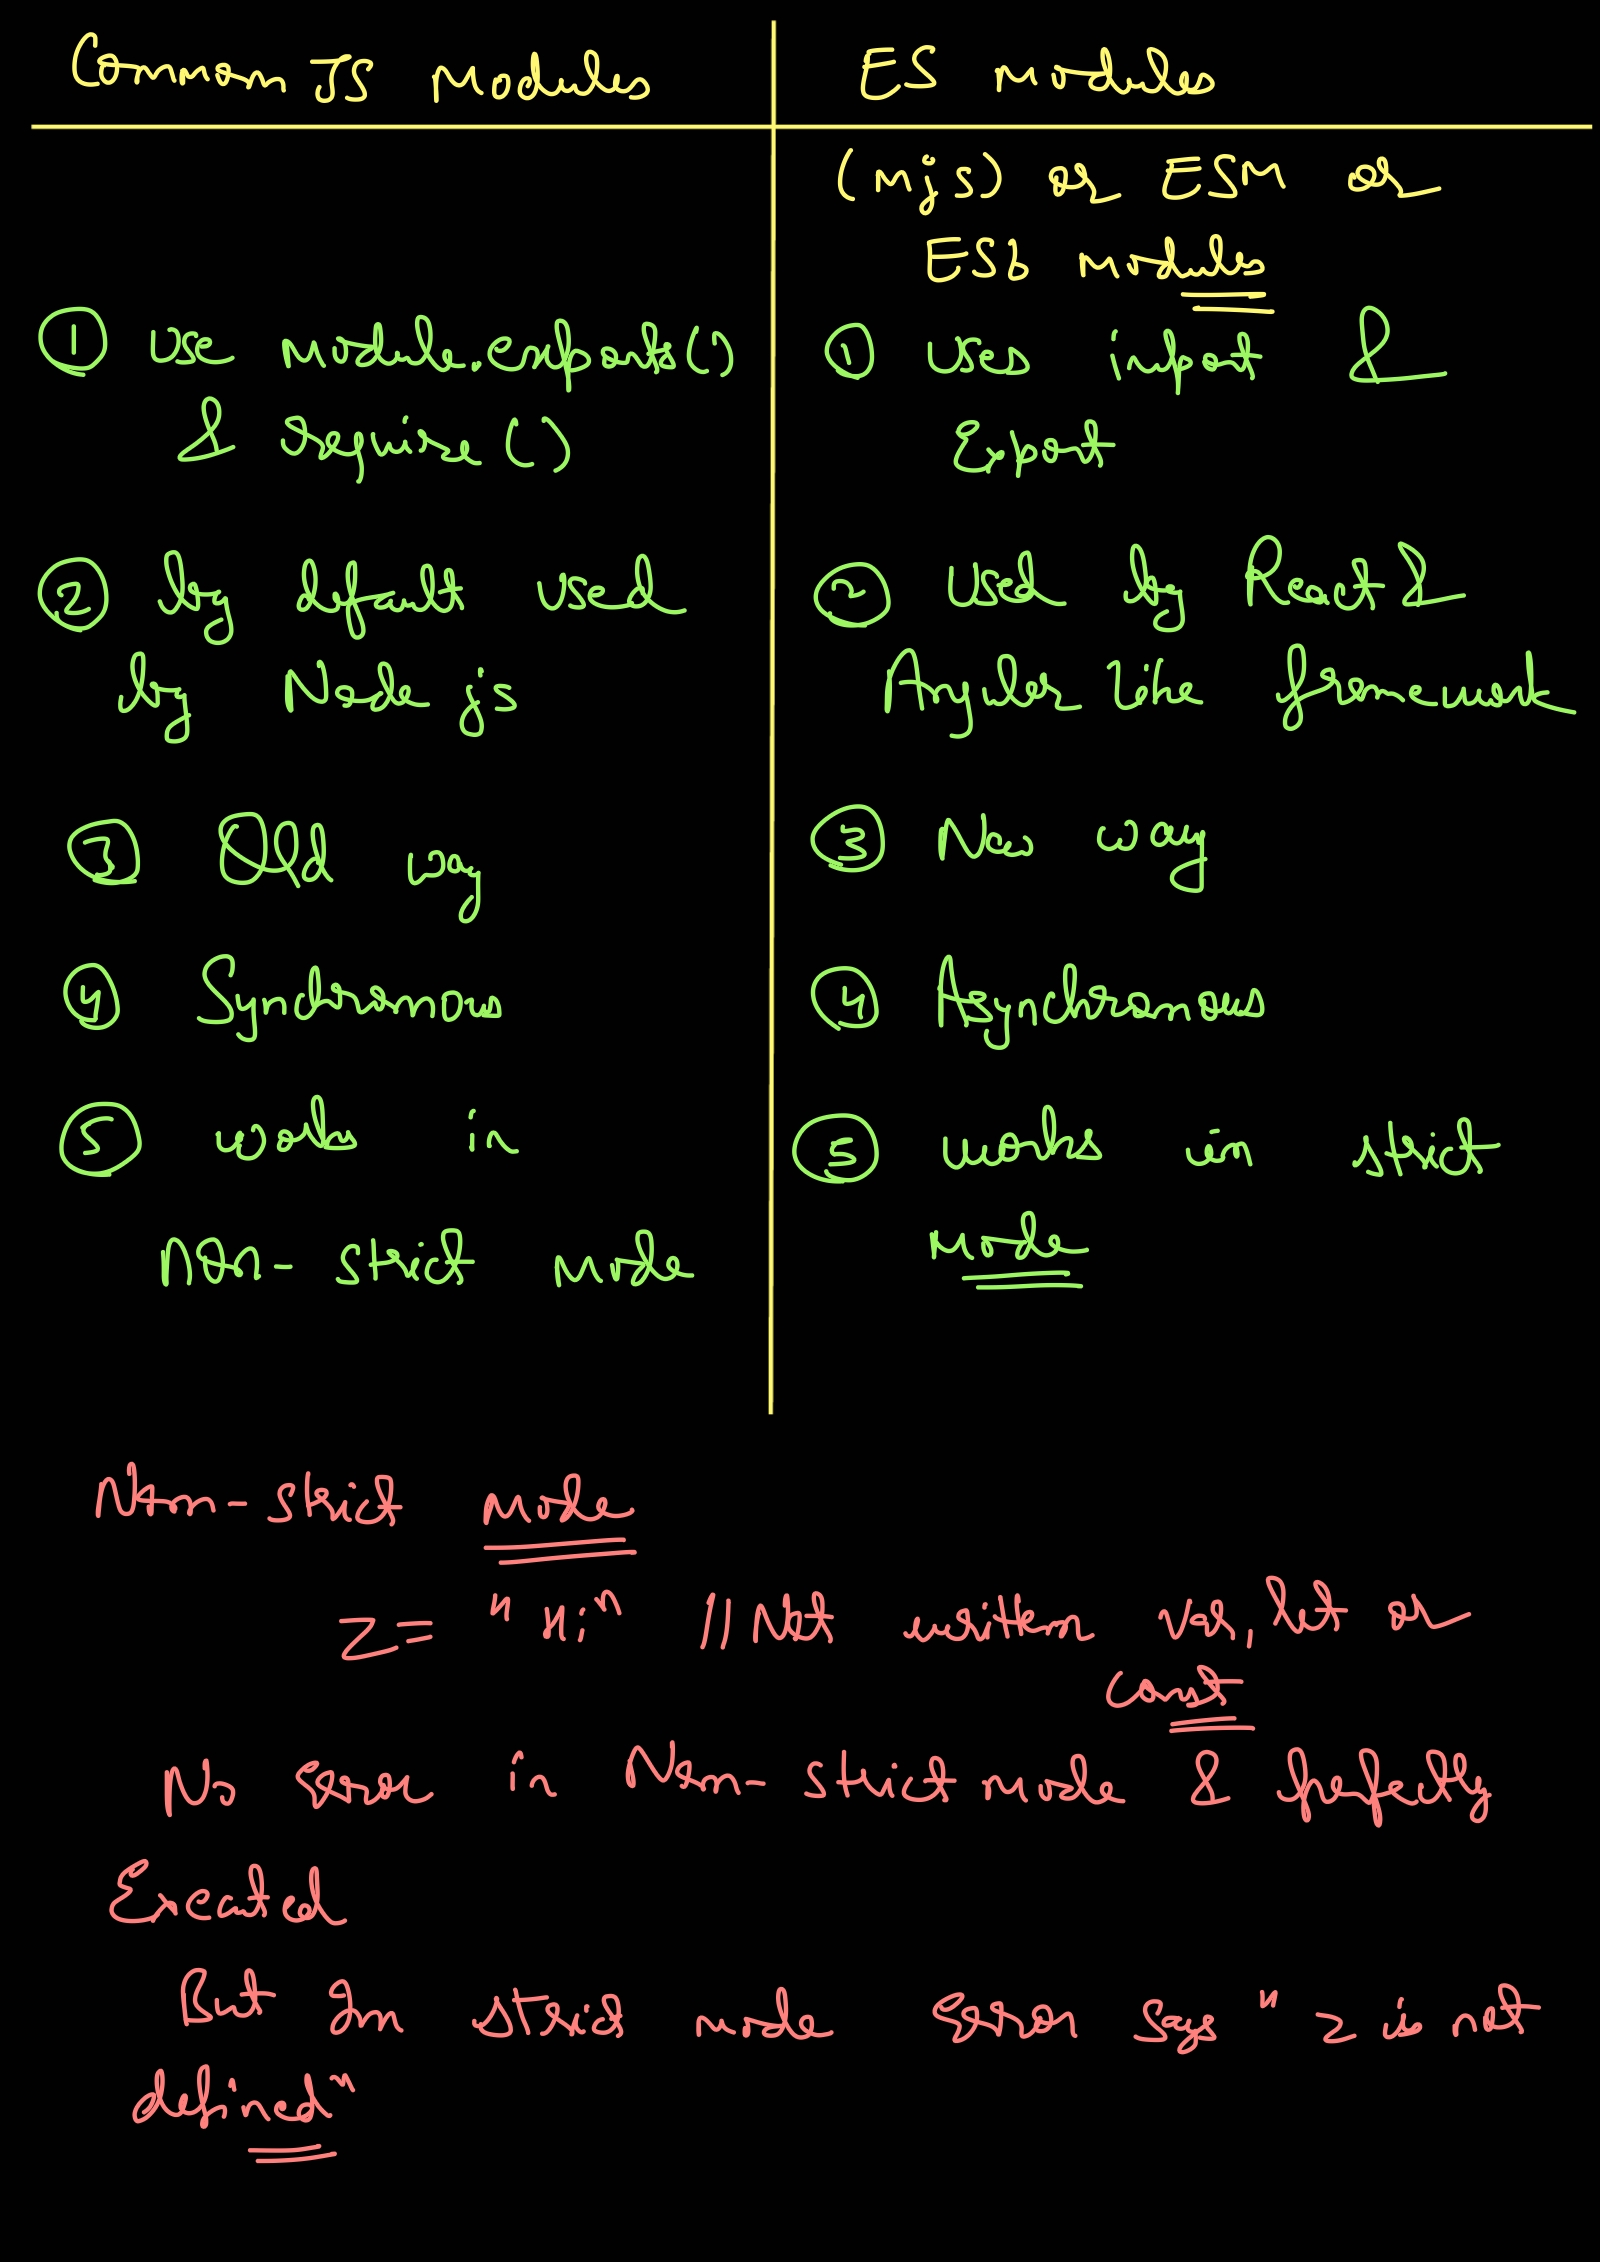 Common JS Modules
ES modules
(mjs) or ESM or
ES6 modules
① use module.exports()
& require()
② by default used
by Node js
③ Old way
④ Synchronous
⑤ works in
non-strict mode
① uses import &
Export
② Used by React &
Angular like framework
③ New way
④ Asynchronous
⑤ works in strict
mode
Non-strict mode
z = "Hi" // Not written var, let or
const
No error in Non-strict mode & perfectly
Executed
But In strict mode error says "z is not
defined"